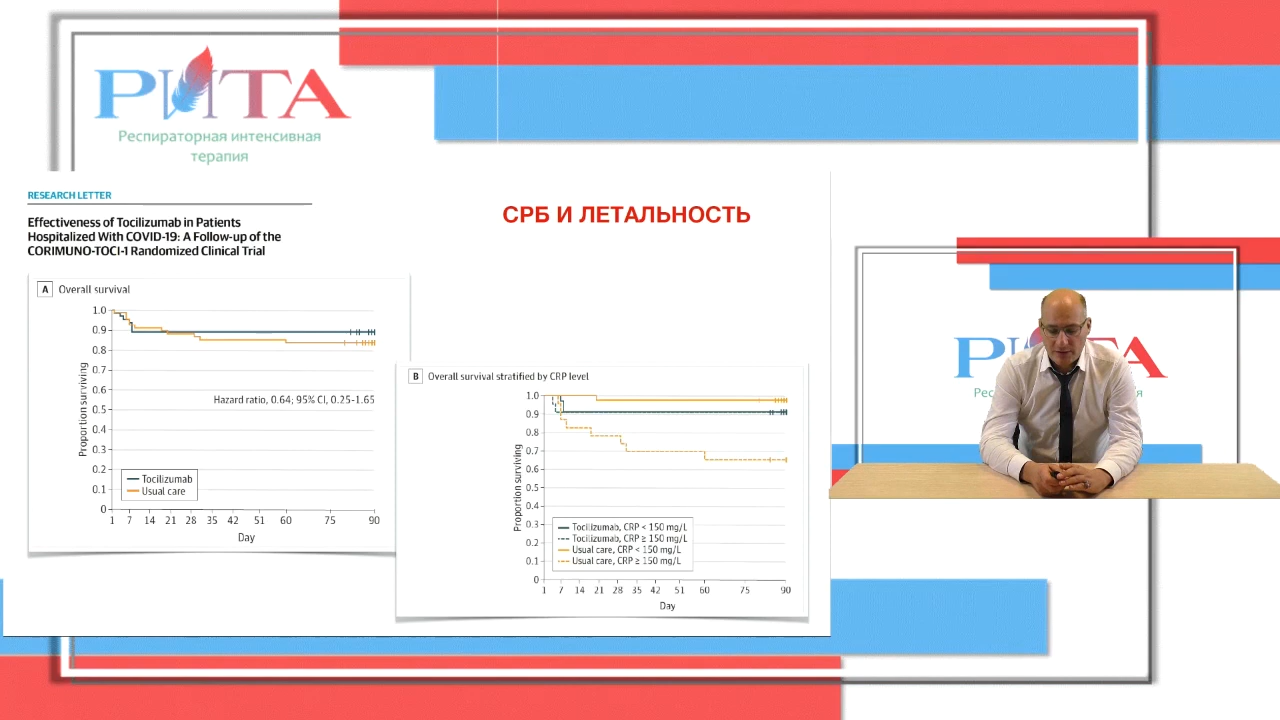 РИТА
Респираторная интенсивная
терапия
RESEARCH LETTER
Effectiveness of Tocilizumab in Patients
Hospitalized With COVID-19: A Follow-up of the
CORIMUNO-TOCI-1 Randomized Clinical Trial
СРБ И ЛЕТАЛЬНОСТЬ
A Overall survival
Proportion surviving
1.0
0.9
0.8
0.7
0.6
0.5
0.4
0.3
0.2
0.1
0
Hazard ratio, 0.64; 95% CI, 0.25-1.65
Tocilizumab
Usual care
1 7 14 21 28 35 42 51 60 75 90
Day
B Overall survival stratified by CRP level
Proportion surviving
1.0
0.9
0.8
0.7
0.6
0.5
0.4
0.3
0.2
0.1
0
Tocilizumab, CRP < 150 mg/L
Tocilizumab, CRP ≥ 150 mg/L
Usual care, CRP < 150 mg/L
Usual care, CRP ≥ 150 mg/L
1 7 14 21 28 35 42 51 60 75 90
Day